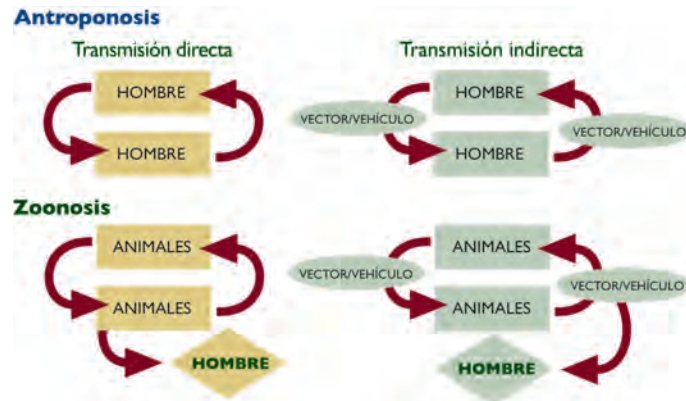 Antroponosis
Transmisión directa
Transmisión indirecta
HOMBRE
HOMBRE
HOMBRE
VECTOR/VEHÍCULO
HOMBRE
VECTOR/VEHÍCULO
Zoonosis
ANIMALES
ANIMALES
HOMBRE
ANIMALES
VECTOR/VEHÍCULO
ANIMALES
VECTOR/VEHÍCULO
HOMBRE